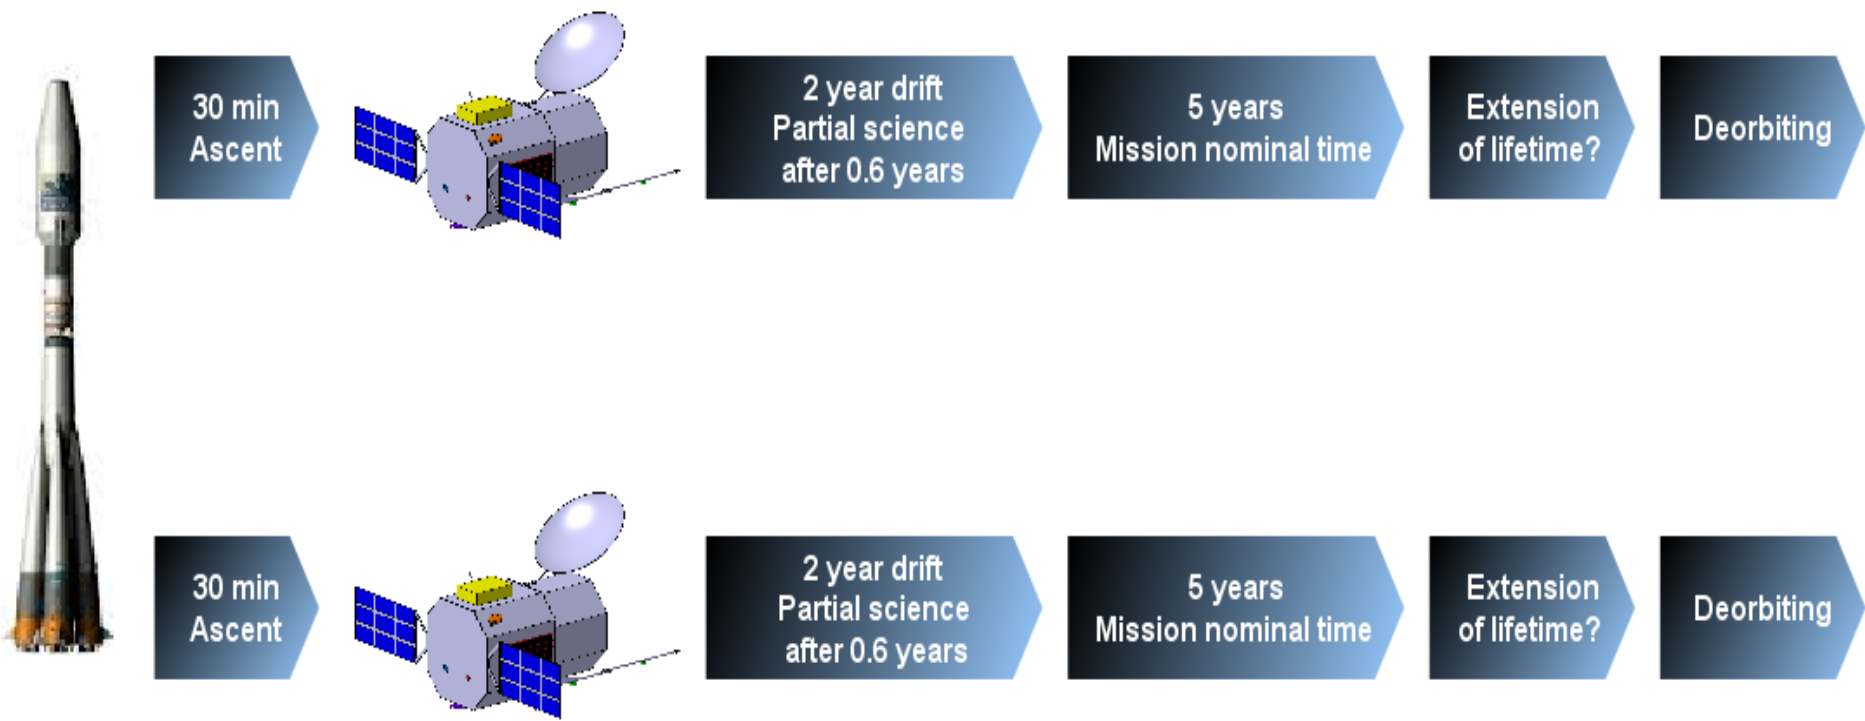 30 min
Ascent
2 year drift
Partial science
after 0.6 years
5 years
Mission nominal time
Extension
of lifetime?
Deorbiting
30 min
Ascent
2 year drift
Partial science
after 0.6 years
5 years
Mission nominal time
Extension
of lifetime?
Deorbiting